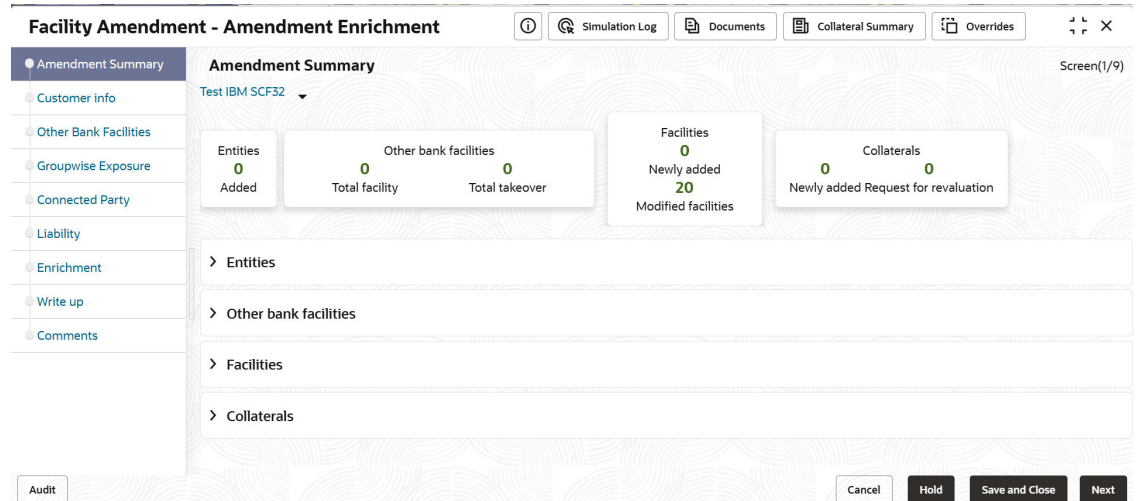 Facility Amendment - Amendment Enrichment
Simulation Log
Documents
Collateral Summary
Overrides
Amendment Summary
Customer info
Other Bank Facilities
Groupwise Exposure
Connected Party
Liability
Enrichment
Write up
Comments
Amendment Summary
Screen(1/9)
Test IBM SCF32
Entities
0
Added
Other bank facilities
0 0
Total facility Total takeover
Facilities
0
Newly added
20
Modified facilities
Collaterals
0 0
Newly added Request for revaluation
Entities
Other bank facilities
Facilities
Collaterals
Audit
Cancel
Hold
Save and Close
Next